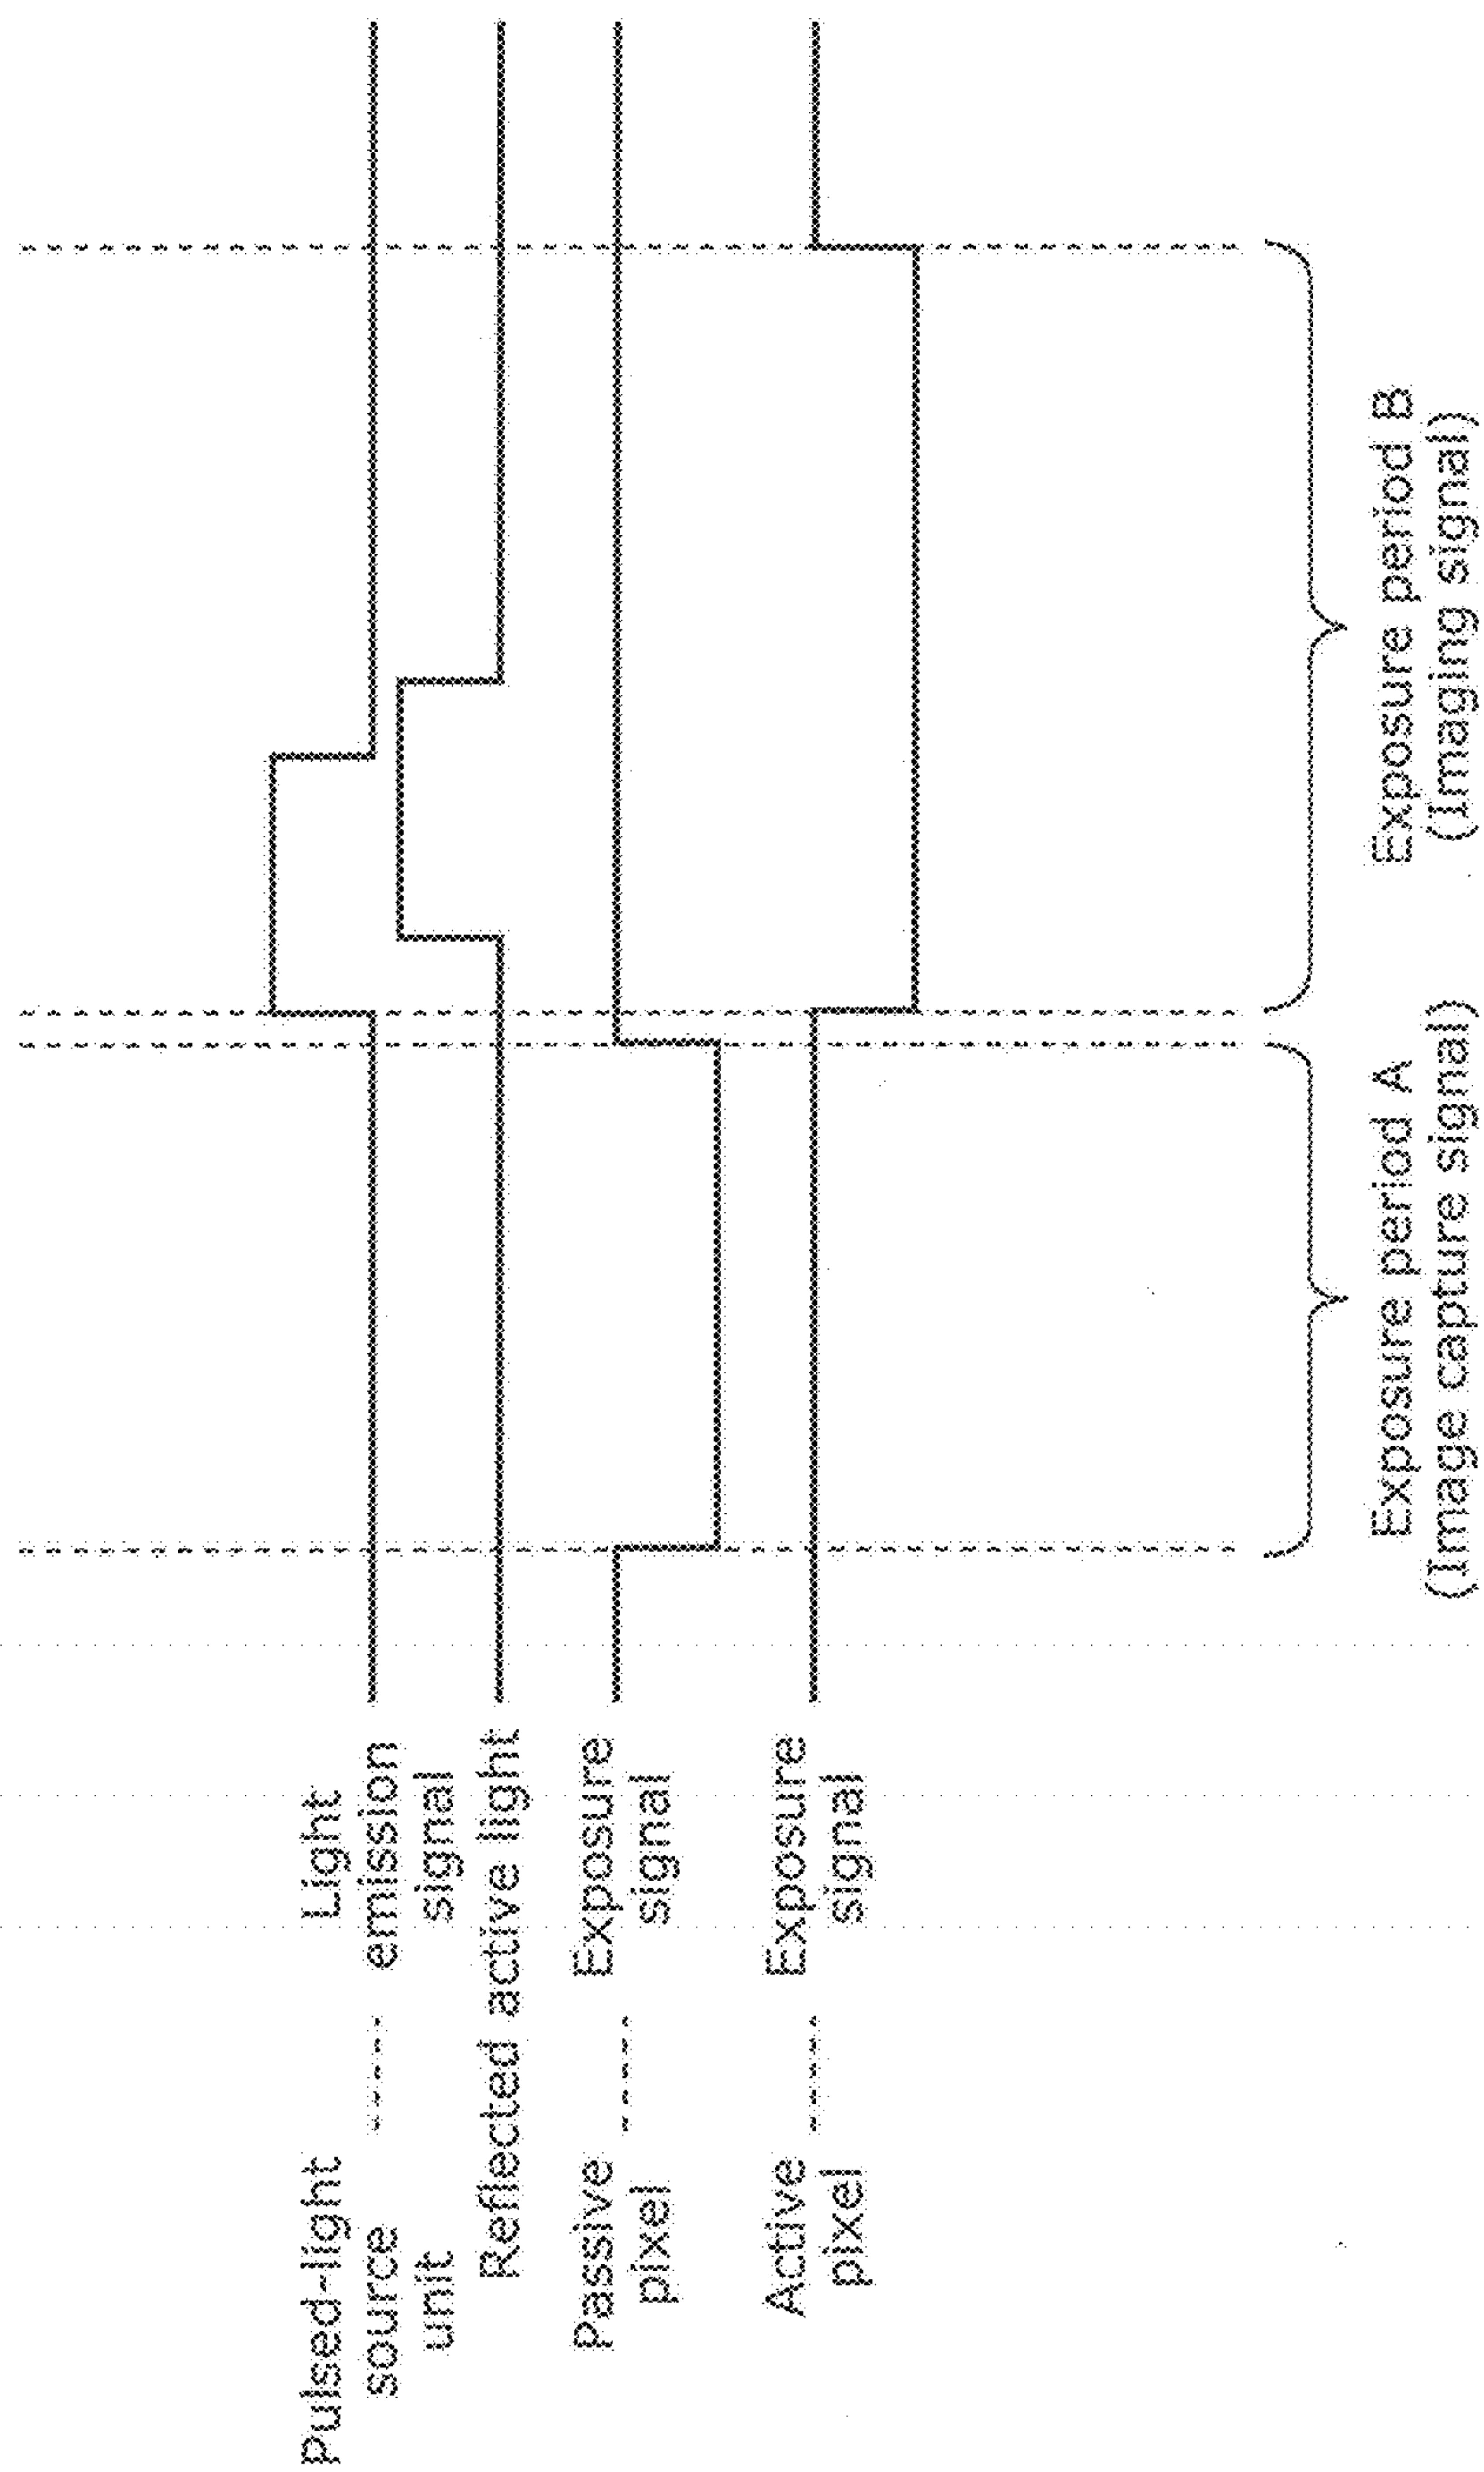 Pulsed-light
source
unit
Light
emission
signal
Reflected active light
Passive
pixel
Exposure
signal
Active
pixel
Exposure
signal
Exposure period A
(Image capture signal)
Exposure period B
(Imaging signal)